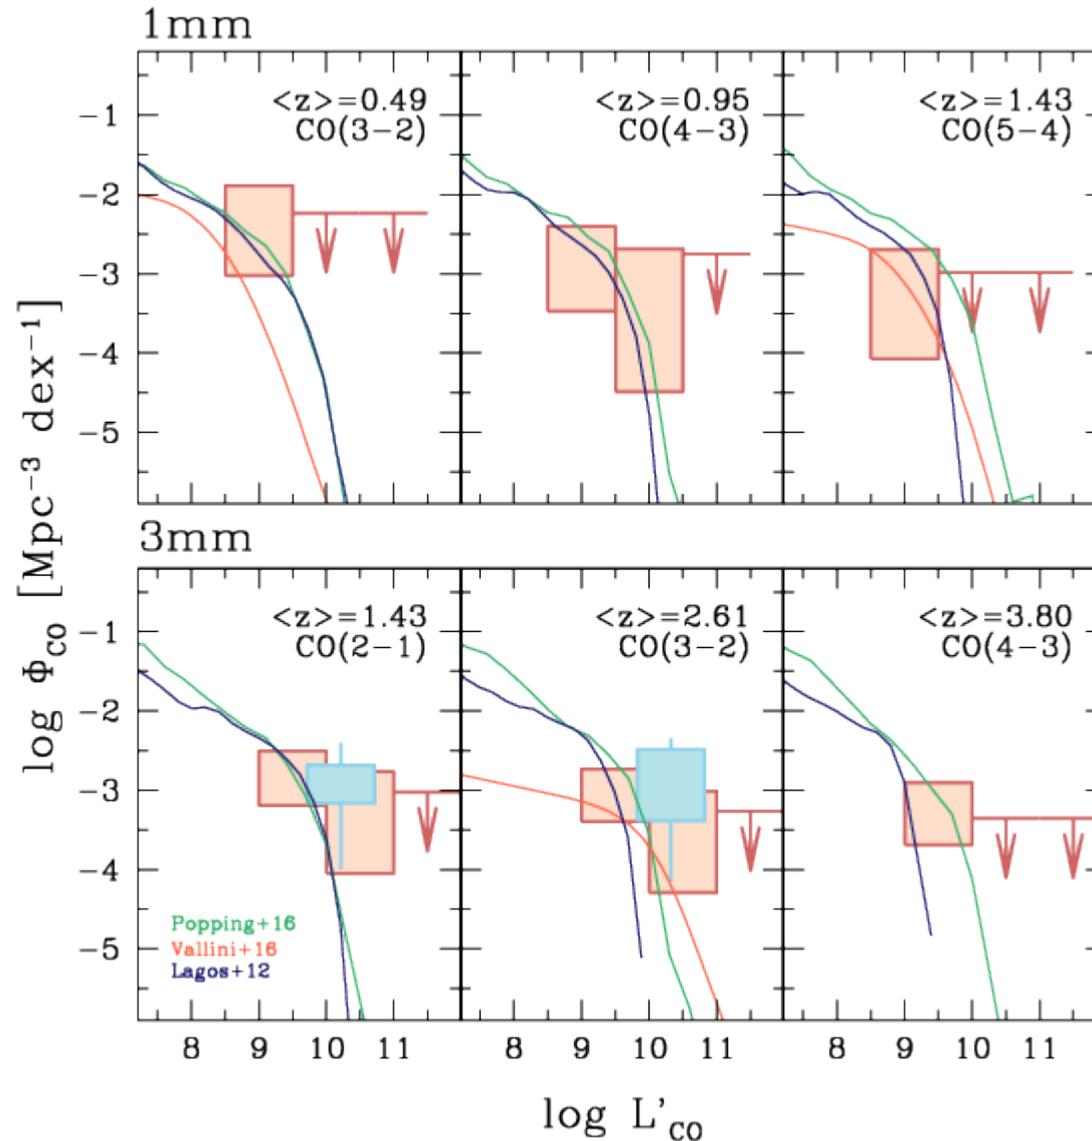 1mm
<z>=0.49
CO(3-2)
<z>=0.95
CO(4-3)
<z>=1.43
CO(5-4)
-1
-2
-3
-4
-5
3mm
<z>=1.43
CO(2-1)
<z>=2.61
CO(3-2)
<z>=3.80
CO(4-3)
-1
-2
-3
-4
-5
Popping+16
Vallini+16
Lagos+12
8 9 10 11 8 9 10 11 8 9 10 11
log L'CO
log ΦCO [Mpc⁻³ dex⁻¹]